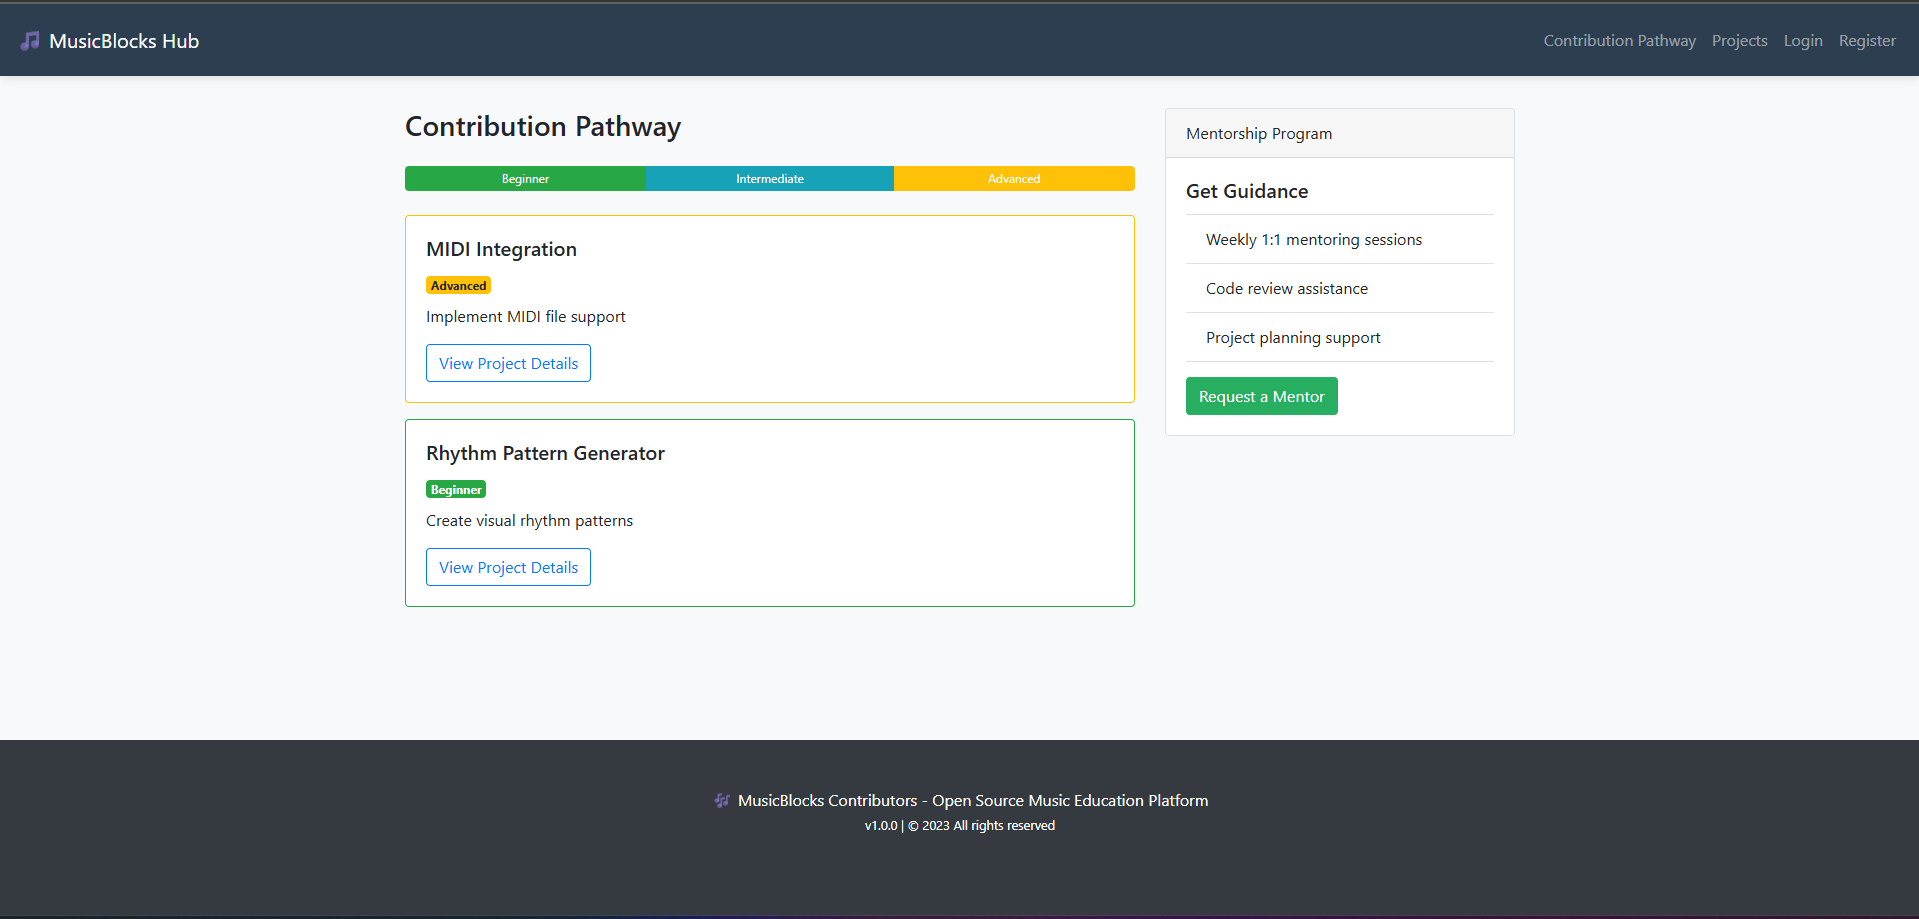 MusicBlocks Hub
Contribution Pathway Projects Login Register
Contribution Pathway
Beginner Intermediate Advanced
MIDI Integration
Advanced
Implement MIDI file support
View Project Details
Rhythm Pattern Generator
Beginner
Create visual rhythm patterns
View Project Details
Mentorship Program
Get Guidance
Weekly 1:1 mentoring sessions
Code review assistance
Project planning support
Request a Mentor
MusicBlocks Contributors - Open Source Music Education Platform
v1.0.0 | © 2023 All rights reserved